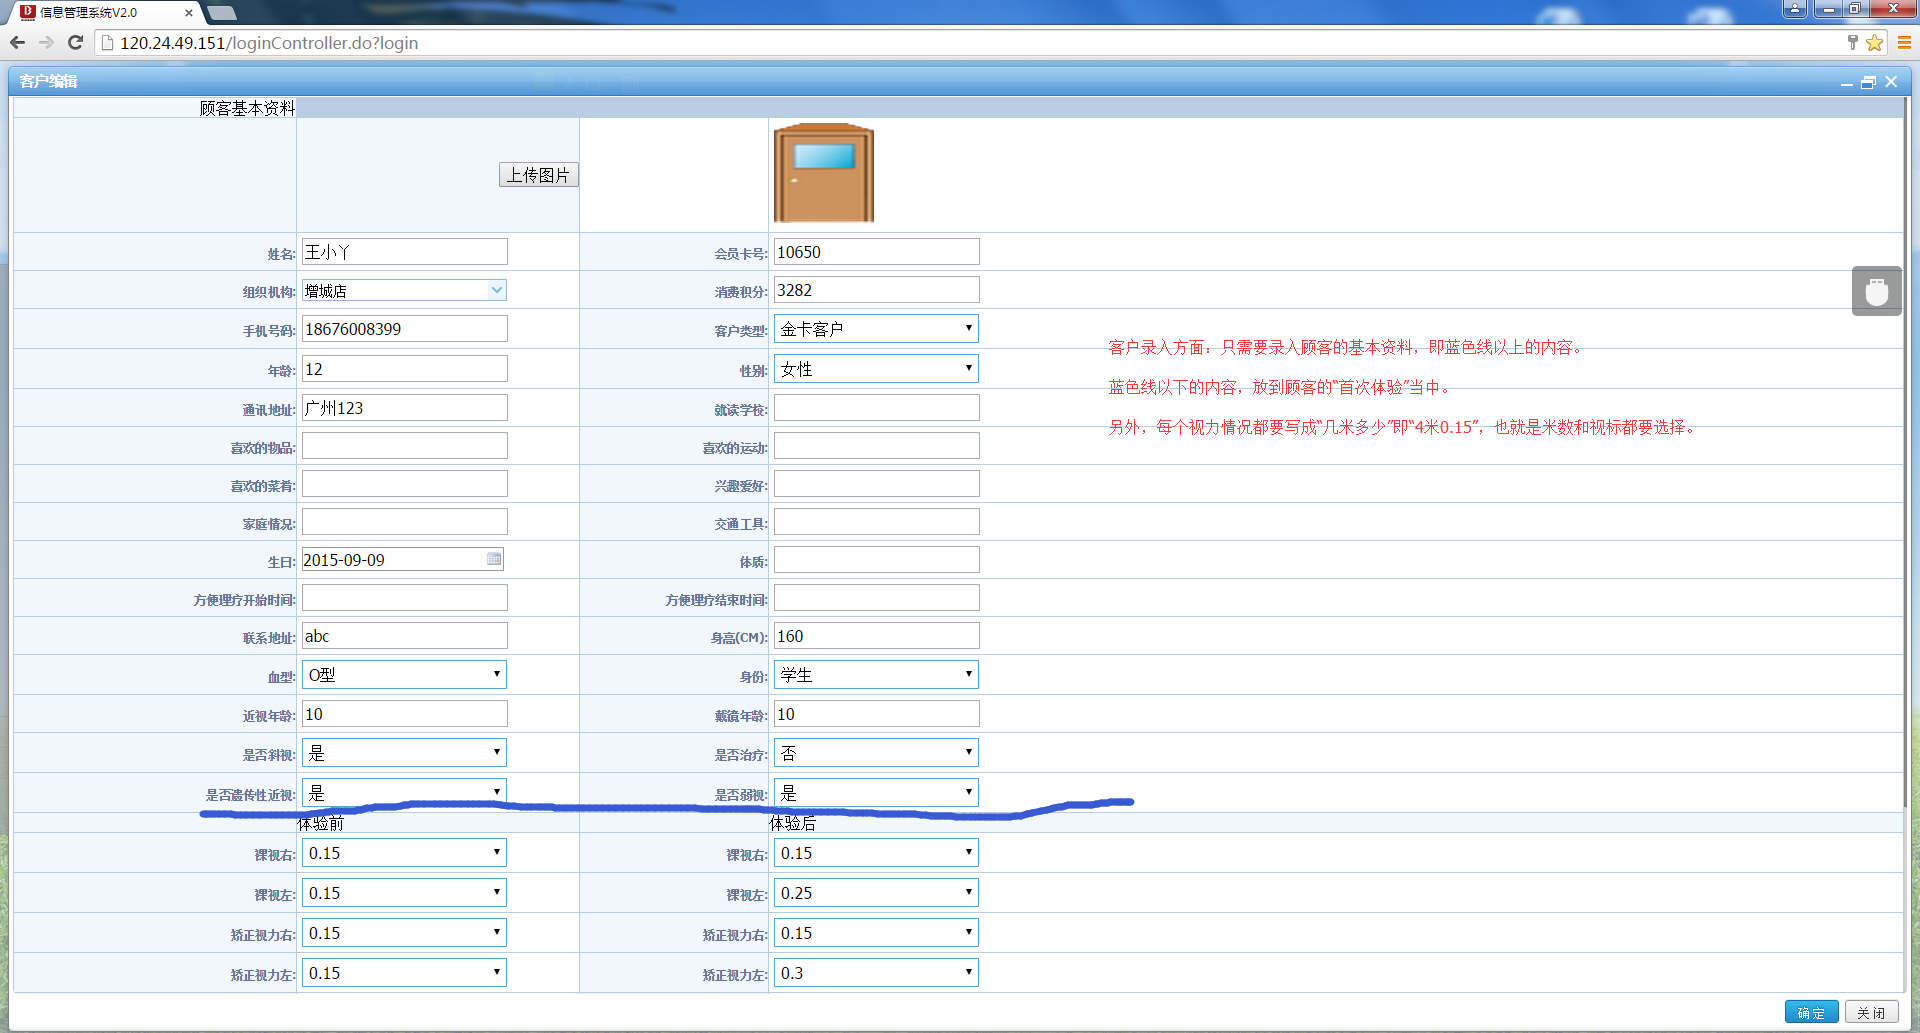 信息管理系统V2.0
120.24.49.151/loginController.do?login
客户编辑
顾客基本资料
上传图片
姓名: 王小丫 会员卡号: 10650
组织机构: 增城店 消费积分: 3282
手机号码: 18676008399 客户类型: 金卡客户
客户录入方面：只需要录入顾客的基本资料，即蓝色线以上的内容。
年龄: 12 性别: 女性
蓝色线以下的内容，放到顾客的“首次体验”当中。
通讯地址: 广州123 就读学校:
另外，每个视力情况都要写成“几米多少”即“4米0.15”，也就是米数和视标都要选择。
喜欢的物品: 喜欢的运动:
喜欢的菜肴: 兴趣爱好:
家庭情况: 交通工具:
生日: 2015-09-09 体质:
方便理疗开始时间: 方便理疗结束时间:
联系地址: abc 身高(CM): 160
血型: O型 身份: 学生
近视年龄: 10 戴镜年龄: 10
是否斜视: 是 是否治疗: 否
是否遗传性近视: 是 是否弱视: 是
体验前 体验后
裸视右: 0.15 裸视右: 0.15
裸视左: 0.15 裸视左: 0.25
矫正视力右: 0.15 矫正视力右: 0.15
矫正视力左: 0.15 矫正视力左: 0.3
确定 关闭